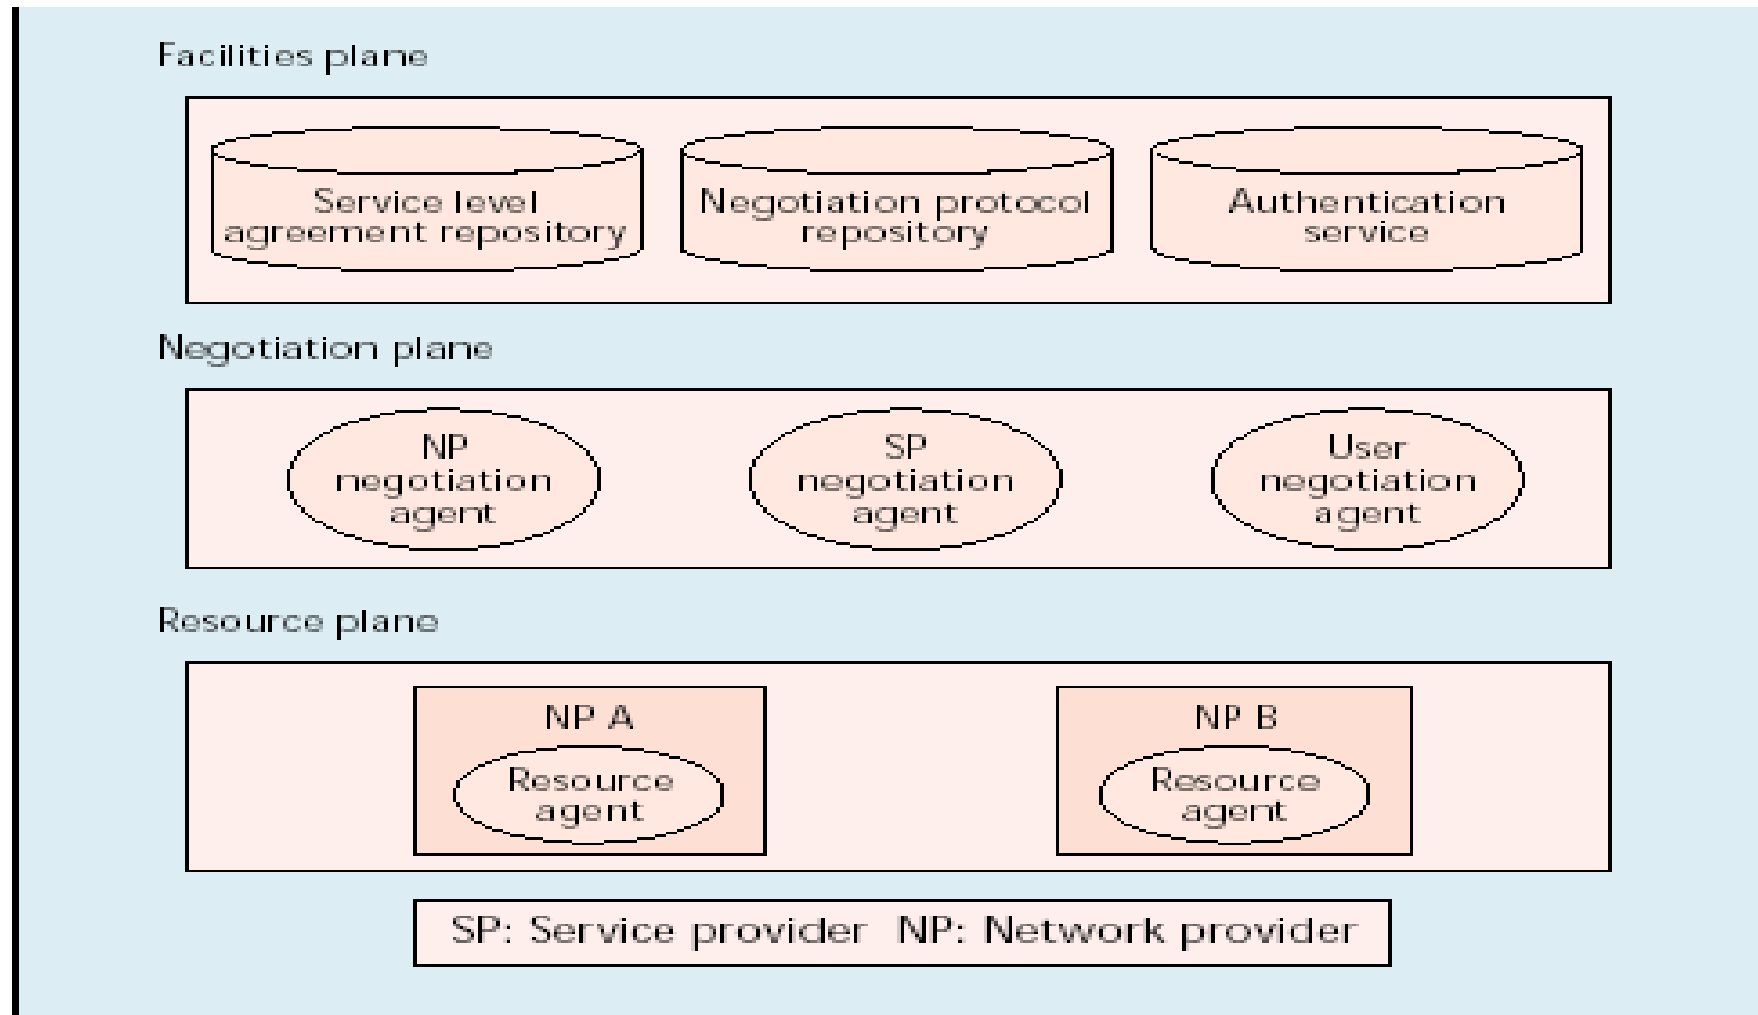 Facilities plane
Service level
agreement repository
Negotiation protocol
repository
Authentication
service
Negotiation plane
NP
negotiation
agent
SP
negotiation
agent
User
negotiation
agent
Resource plane
NP A
Resource
agent
NP B
Resource
agent
SP: Service provider NP: Network provider